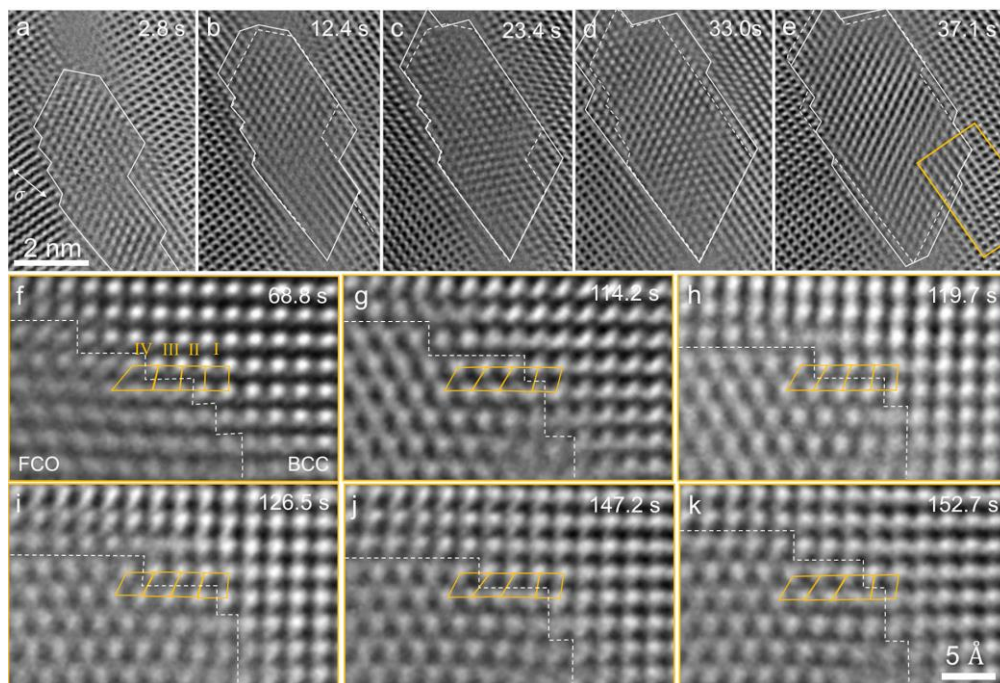 a 2.8 s
σ
2 nm
b 12.4 s
c 23.4 s
d 33.0s
e 37.1 s
f 68.8 s
IV III II I
FCO BCC
g 114.2 s
h 119.7 s
i 126.5 s
j 147.2 s
k 152.7 s
5 Å